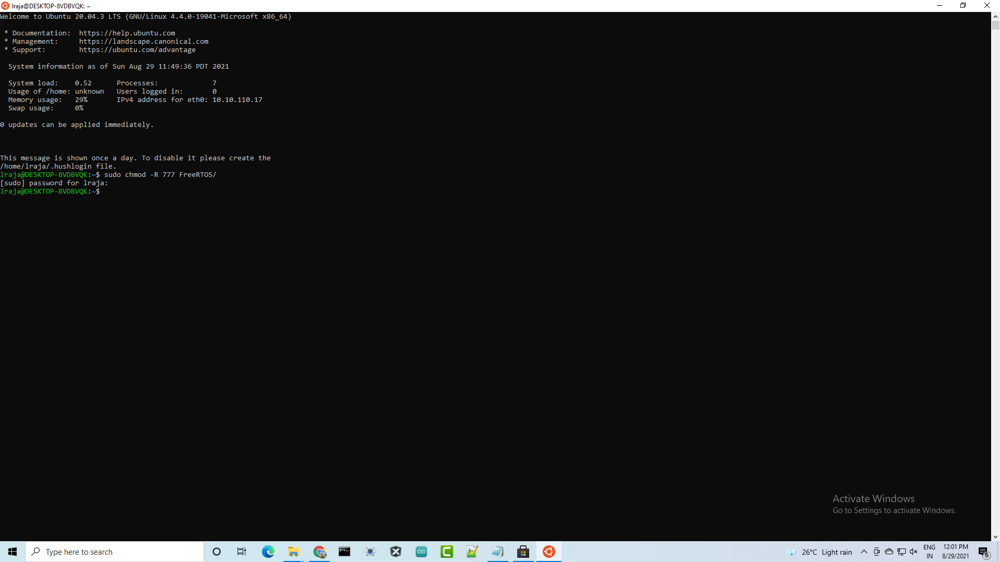 lraja@DESKTOP-8VDBVQK: ~
Welcome to Ubuntu 20.04.3 LTS (GNU/Linux 4.4.0-19041-Microsoft x86_64)
* Documentation:  https://help.ubuntu.com
* Management:     https://landscape.canonical.com
* Support:        https://ubuntu.com/advantage
System information as of Sun Aug 29 11:49:36 PDT 2021
System load:    0.52      Processes:             7
Usage of /home: unknown   Users logged in:       0
Memory usage:   29%       IPv4 address for eth0: 10.10.110.17
Swap usage:     0%
0 updates can be applied immediately.
This message is shown once a day. To disable it please create the
/home/lraja/.hushlogin file.
lraja@DESKTOP-8VDBVQK:~$ sudo chmod -R 777 FreeRTOS/
[sudo] password for lraja:
lraja@DESKTOP-8VDBVQK:~$
Activate Windows
Go to Settings to activate Windows.
Type here to search
26°C Light rain
ENG
IN
12:01 PM
8/29/2021
6